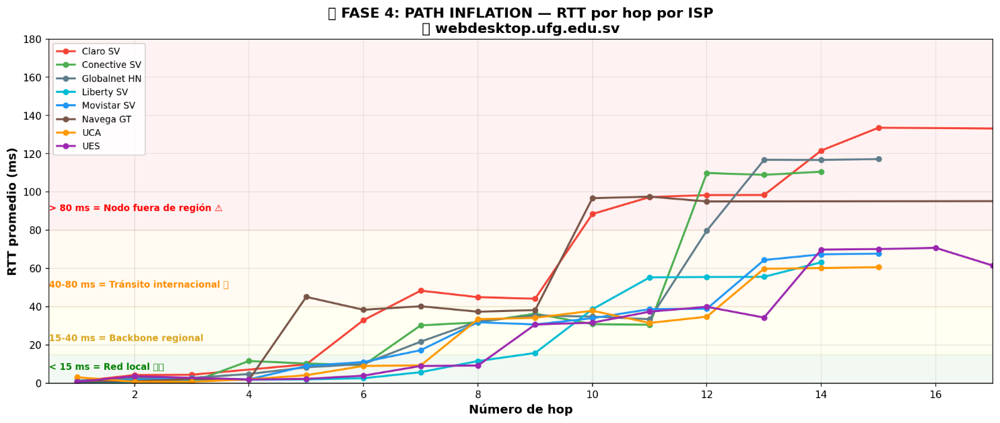 FASE 4: PATH INFLATION — RTT por hop por ISP
webdesktop.ufg.edu.sv
RTT promedio (ms)
180
160
140
120
100
80
60
40
20
0
Claro SV
Conective SV
Globalnet HN
Liberty SV
Movistar SV
Navega GT
UCA
UES
> 80 ms = Nodo fuera de región ⚠
40-80 ms = Tránsito internacional
15-40 ms = Backbone regional
< 15 ms = Red local
2 4 6 8 10 12 14 16
Número de hop